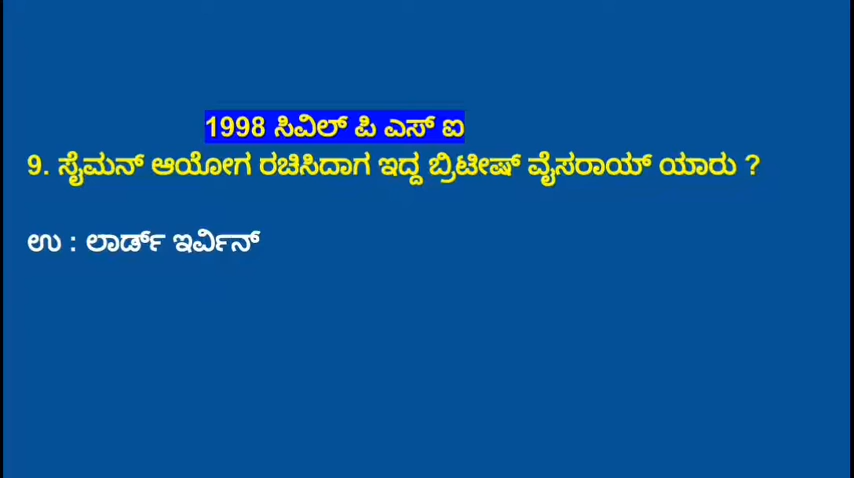 1998 ಸಿವಿಲ್ ಪಿ ಎಸ್ ಐ
9. ಸೈಮನ್ ಆಯೋಗ ರಚಿಸಿದಾಗ ಇದ್ದ ಬ್ರಿಟೀಷ್ ವೈಸರಾಯ್ ಯಾರು ?
ಉ : ಲಾರ್ಡ್ ಇರ್ವಿನ್